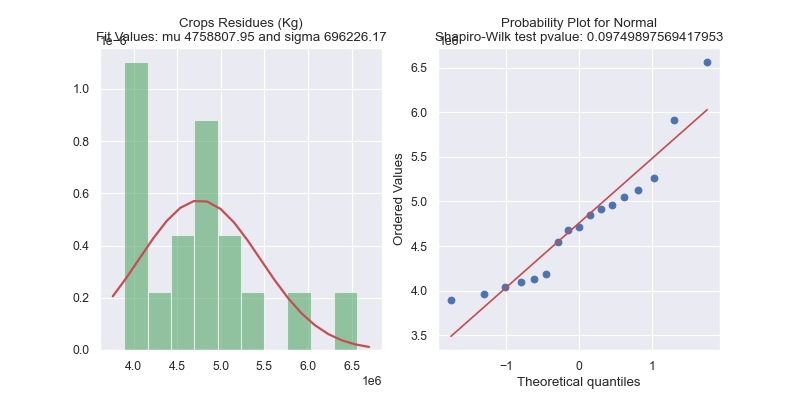 Crops Residues (Kg)
Fit Values: mu 4758807.95 and sigma 696226.17
1e−6
1.0
0.8
0.6
0.4
0.2
0.0
4.0 4.5 5.0 5.5 6.0 6.5
1e6
Probability Plot for Normal
Shapiro-Wilk test pvalue: 0.09749897569417953
1e6
6.5
6.0
5.5
5.0
4.5
4.0
3.5
Ordered Values
−1 0 1
Theoretical quantiles